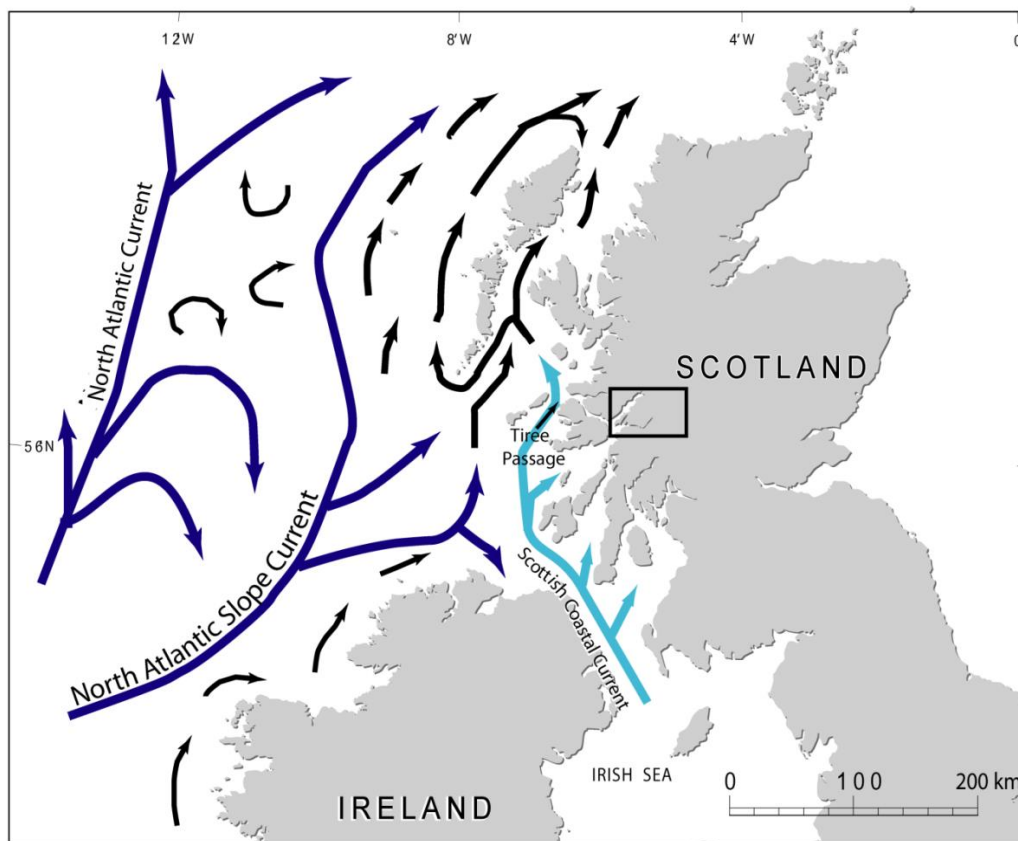 12W
8'W
4'W
0
North Atlantic Current
SCOTLAND
56N
Tiree
Passage
North Atlantic Slope Current
Scottish Coastal Current
IRISH SEA
0 100 200 km
IRELAND